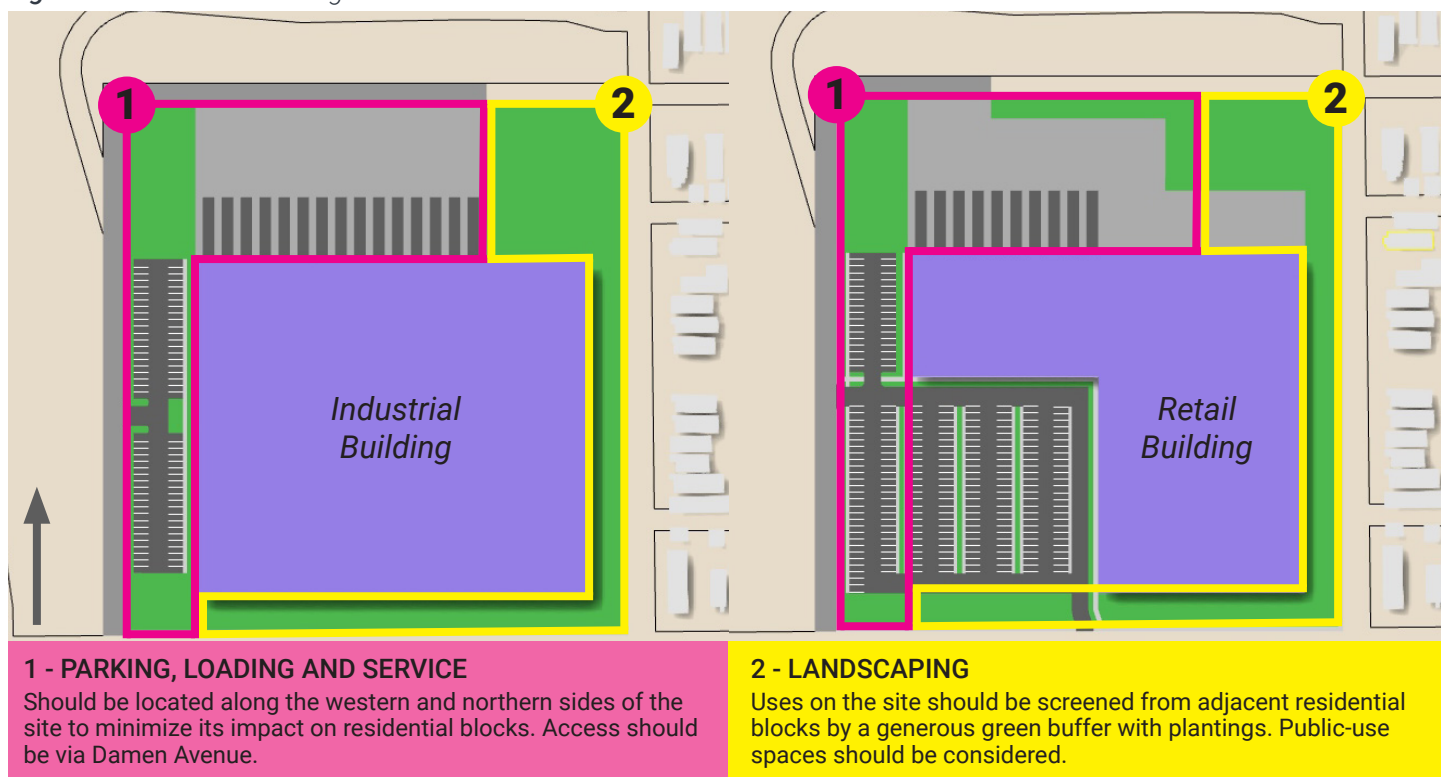 1
2
1
2
Industrial
Building
Retail
Building
1 - PARKING, LOADING AND SERVICE
Should be located along the western and northern sides of the
site to minimize its impact on residential blocks. Access should
be via Damen Avenue.
2 - LANDSCAPING
Uses on the site should be screened from adjacent residential
blocks by a generous green buffer with plantings. Public-use
spaces should be considered.